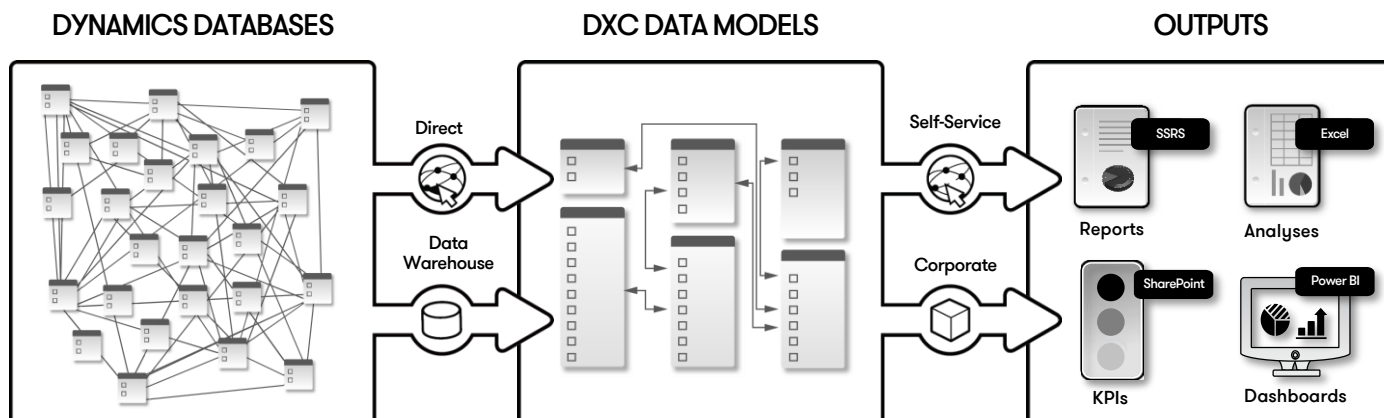 DYNAMICS DATABASES
DXC DATA MODELS
OUTPUTS
Direct
Data
Warehouse
Self-Service
Corporate
SSRS
Reports
Excel
Analyses
SharePoint
KPIs
Power BI
Dashboards